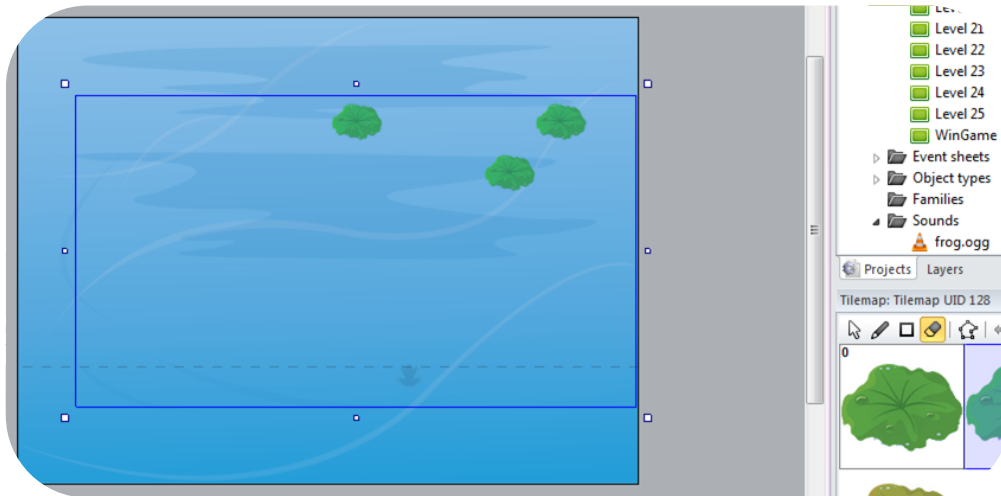 Level 21
Level 22
Level 23
Level 24
Level 25
WinGame
Event sheets
Object types
Families
Sounds
frog.ogg
Projects Layers
Tilemap: Tilemap UID 128
0